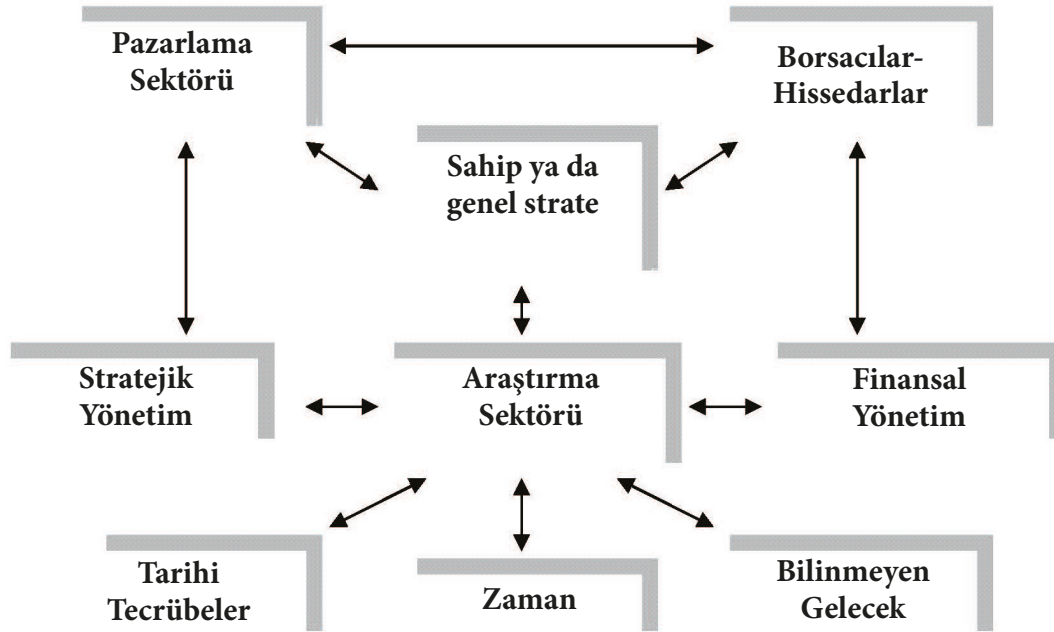 Pazarlama
Sektörü
Borsacılar-
Hissedarlar
Sahip ya da
genel strate
Stratejik
Yönetim
Araştırma
Sektörü
Finansal
Yönetim
Tarihi
Tecrübeler
Zaman
Bilinmeyen
Gelecek